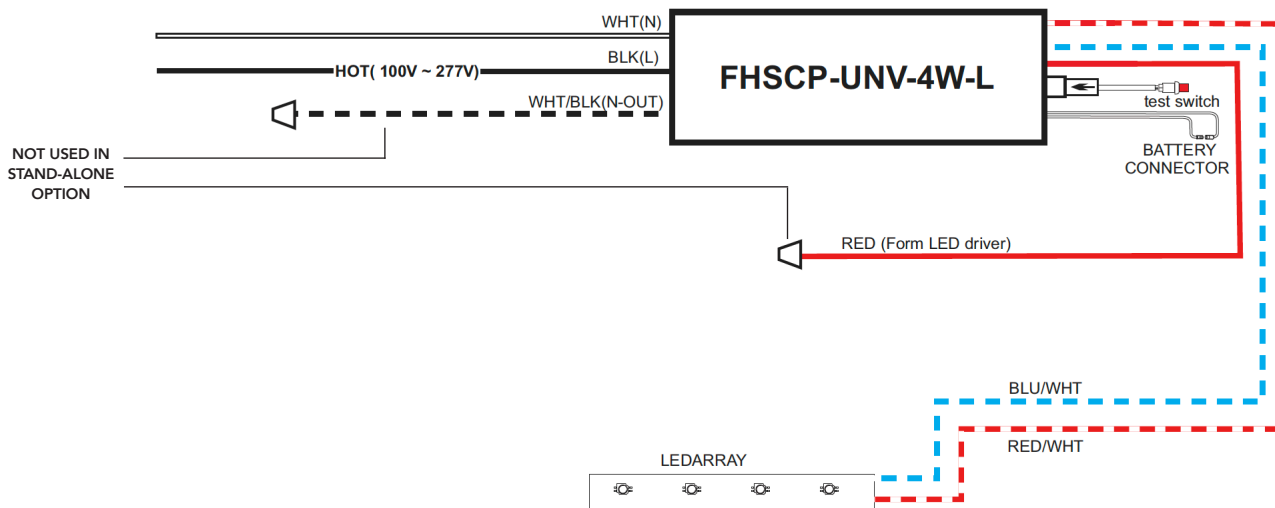 WHT(N)
BLK(L)
HOT( 100V ~ 277V)
WHT/BLK(N-OUT)
FHSCP-UNV-4W-L
test switch
BATTERY
CONNECTOR
NOT USED IN
STAND-ALONE
OPTION
RED (Form LED driver)
BLU/WHT
RED/WHT
LEDARRAY